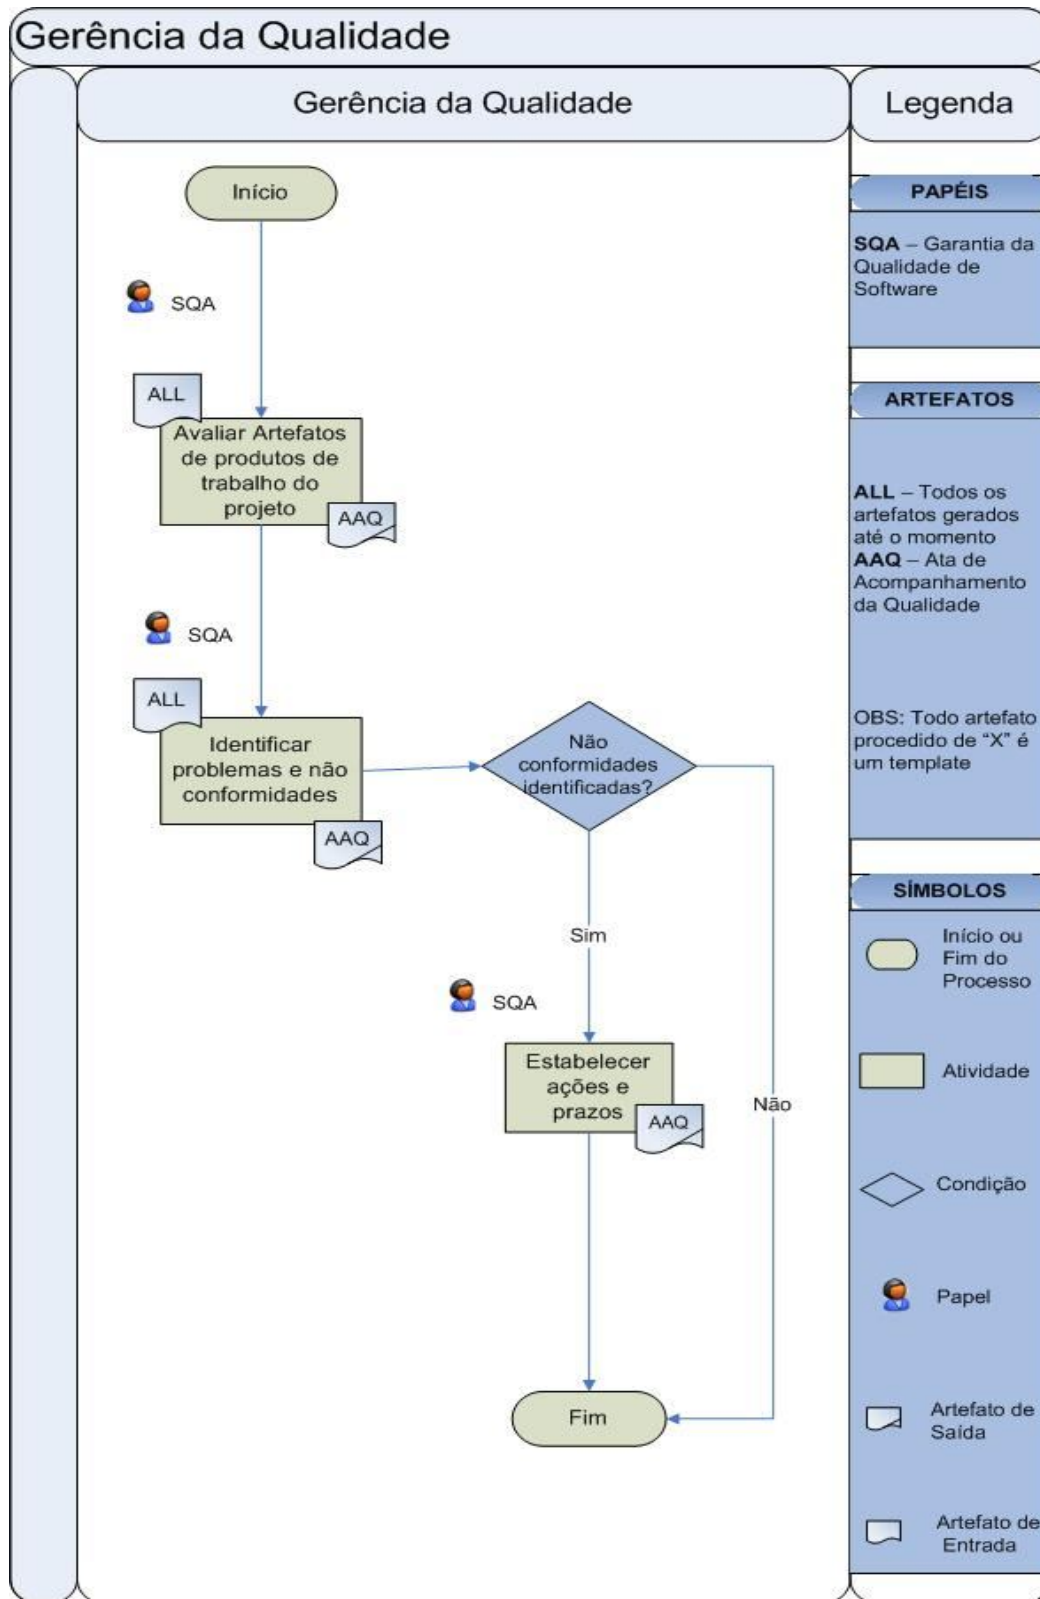 Gerência da Qualidade
Gerência da Qualidade
Legenda
Início
SQA
ALL
Avaliar Artefatos
de produtos de
trabalho do
projeto
AAQ
SQA
ALL
Identificar
problemas e não
conformidades
AAQ
Não
conformidades
identificadas?
Sim
Não
SQA
Estabelecer
ações e
prazos
AAQ
Fim
PAPÉIS
SQA – Garantia da
Qualidade de
Software
ARTEFATOS
ALL – Todos os
artefatos gerados
até o momento
AAQ – Ata de
Acompanhamento
da Qualidade
OBS: Todo artefato
procedido de “X” é
um template
SÍMBOLOS
Início ou
Fim do
Processo
Atividade
Condição
Papel
Artefato de
Saída
Artefato de
Entrada